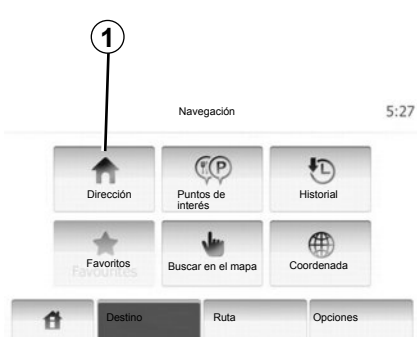 1
Navegación
5:27
Dirección
Puntos de
interés
Historial
Favoritos
Favourites
Buscar en el mapa
Coordenada
Destino
Ruta
Opciones